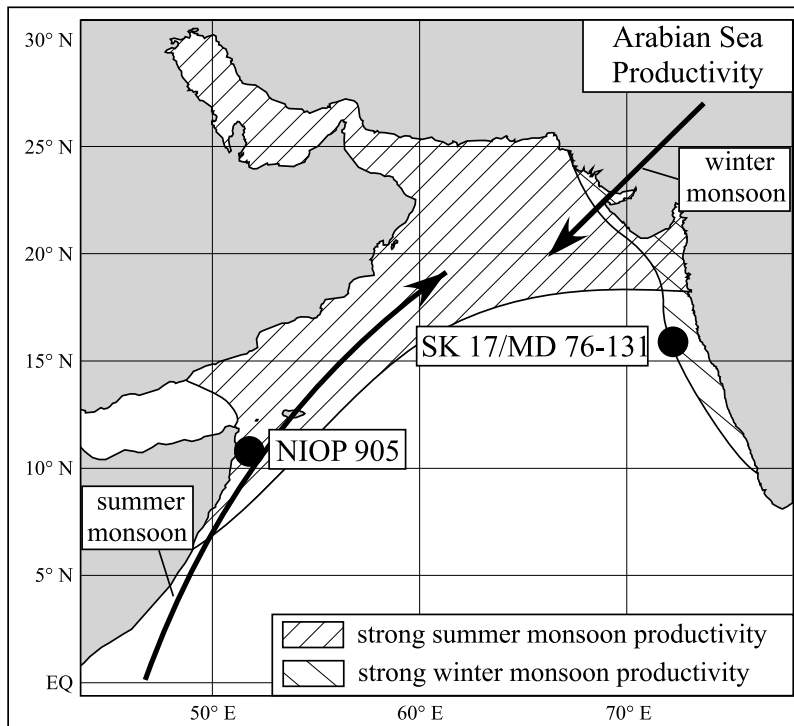 Arabian Sea
Productivity
30° N
25° N
20° N
15° N
10° N
5° N
EQ
winter
monsoon
SK 17/MD 76-131
NIOP 905
summer
monsoon
strong summer monsoon productivity
strong winter monsoon productivity
50° E
60° E
70° E